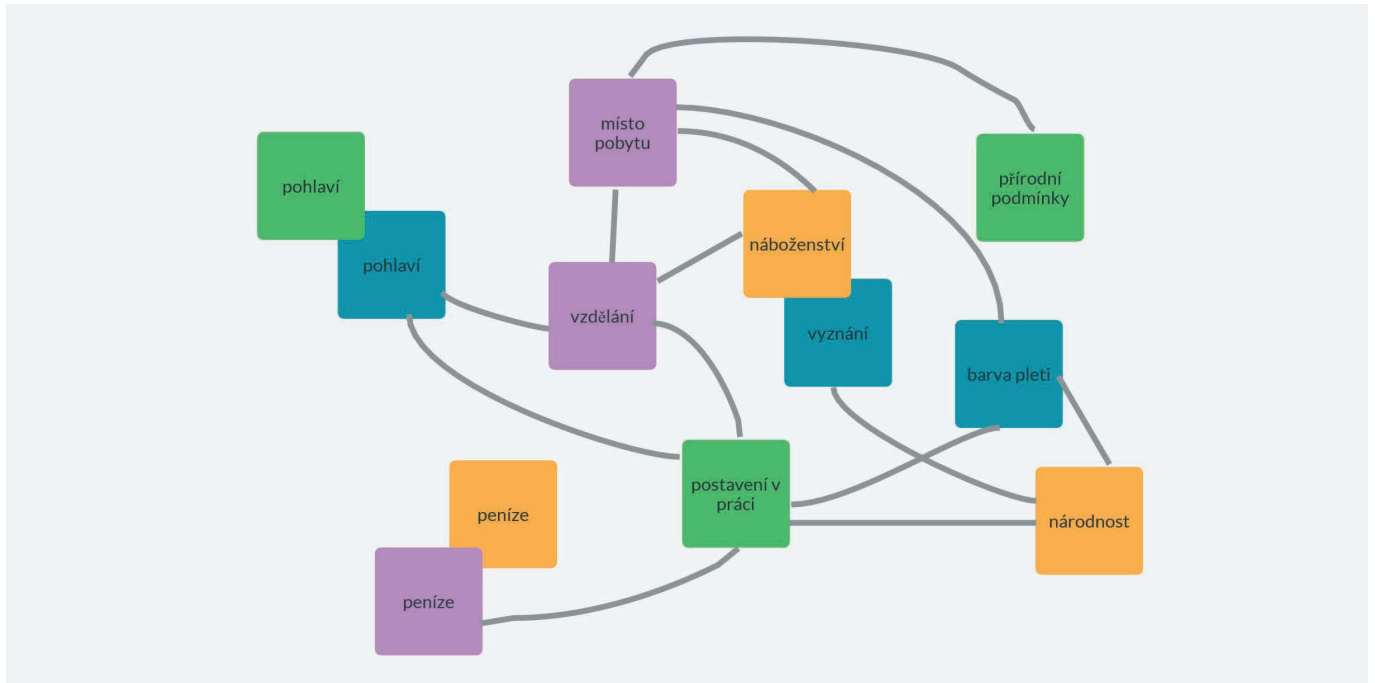 místo
pobytu
pohlaví
přírodní
podmínky
náboženství
pohlaví
vzdělání
vyznání
barva pleti
postavení v
práci
peníze
národnost
peníze